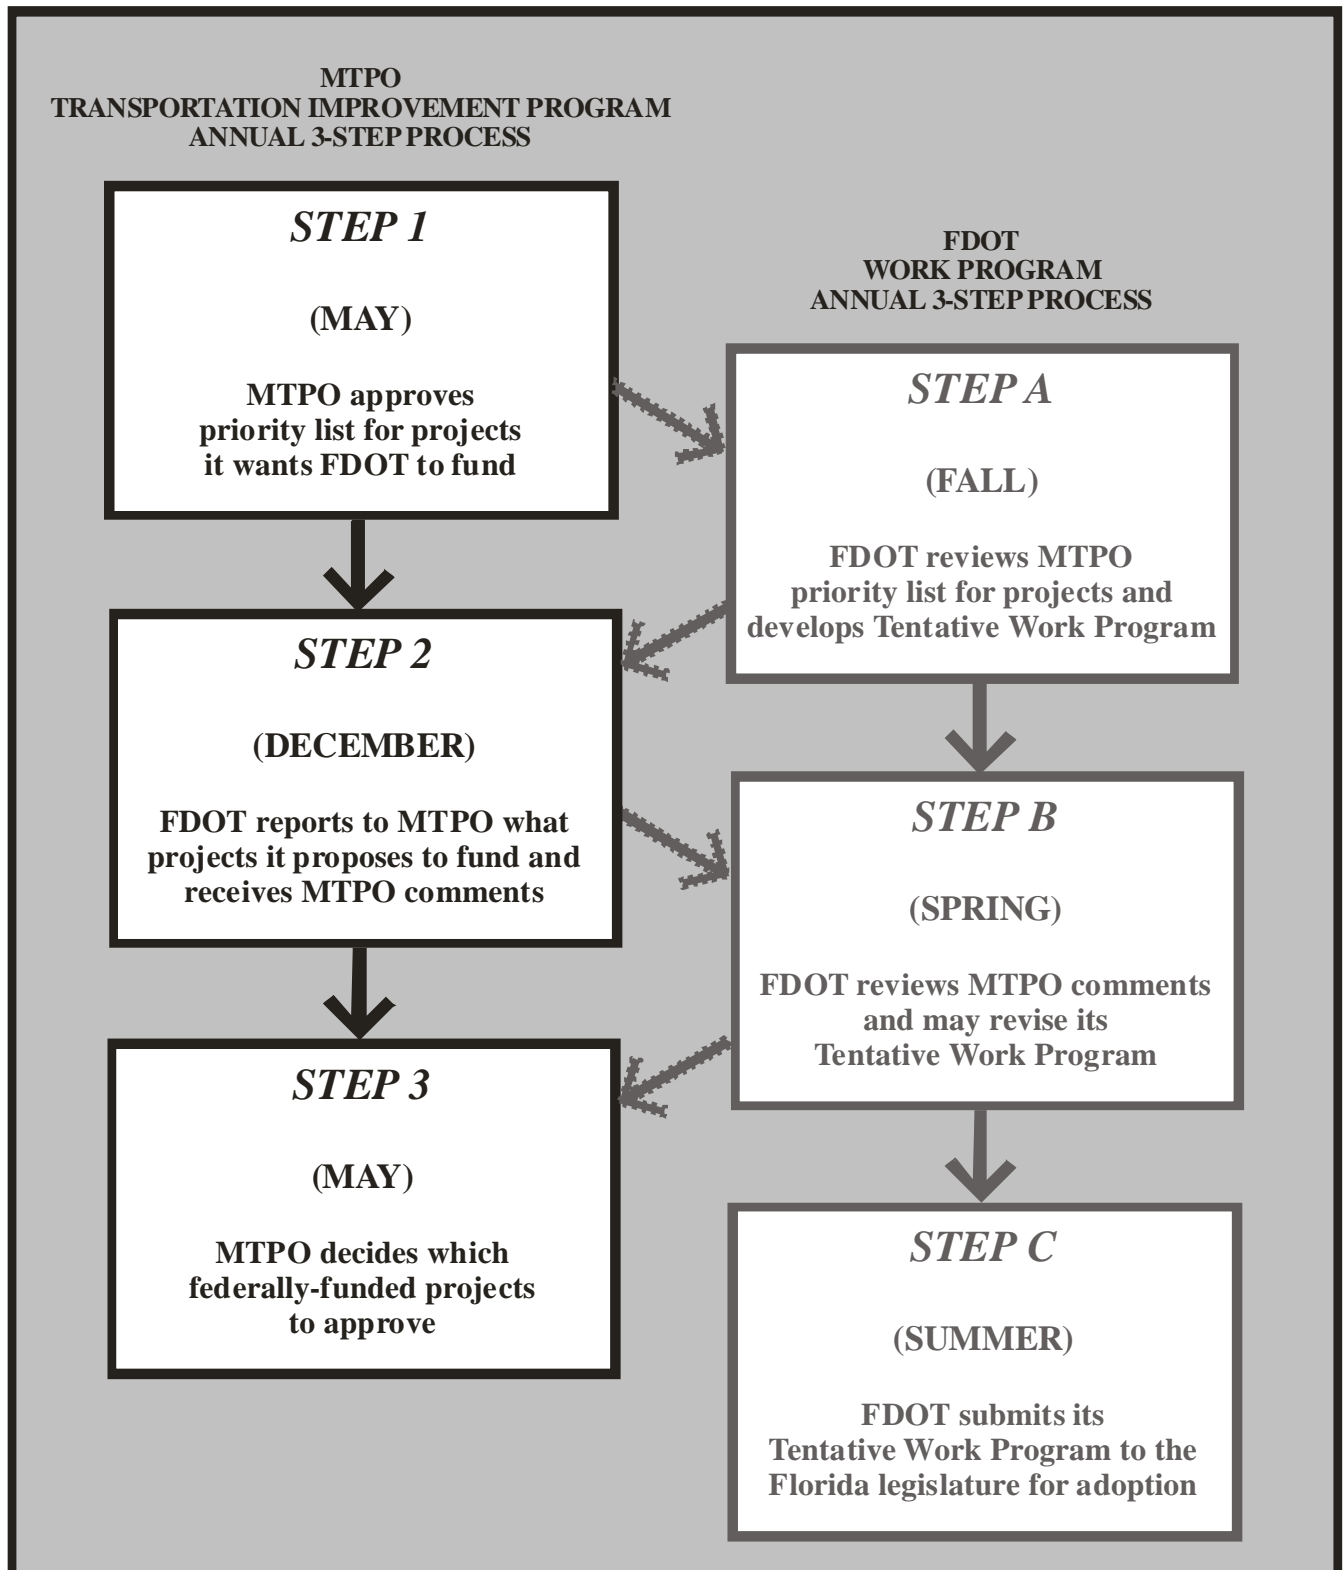 MTPO
TRANSPORTATION IMPROVEMENT PROGRAM
ANNUAL 3-STEP PROCESS
STEP 1
(MAY)
MTPO approves
priority list for projects
it wants FDOT to fund
STEP 2
(DECEMBER)
FDOT reports to MTPO what
projects it proposes to fund and
receives MTPO comments
STEP 3
(MAY)
MTPO decides which
federally-funded projects
to approve
FDOT
WORK PROGRAM
ANNUAL 3-STEP PROCESS
STEP A
(FALL)
FDOT reviews MTPO
priority list for projects and
develops Tentative Work Program
STEP B
(SPRING)
FDOT reviews MTPO comments
and may revise its
Tentative Work Program
STEP C
(SUMMER)
FDOT submits its
Tentative Work Program to the
Florida legislature for adoption